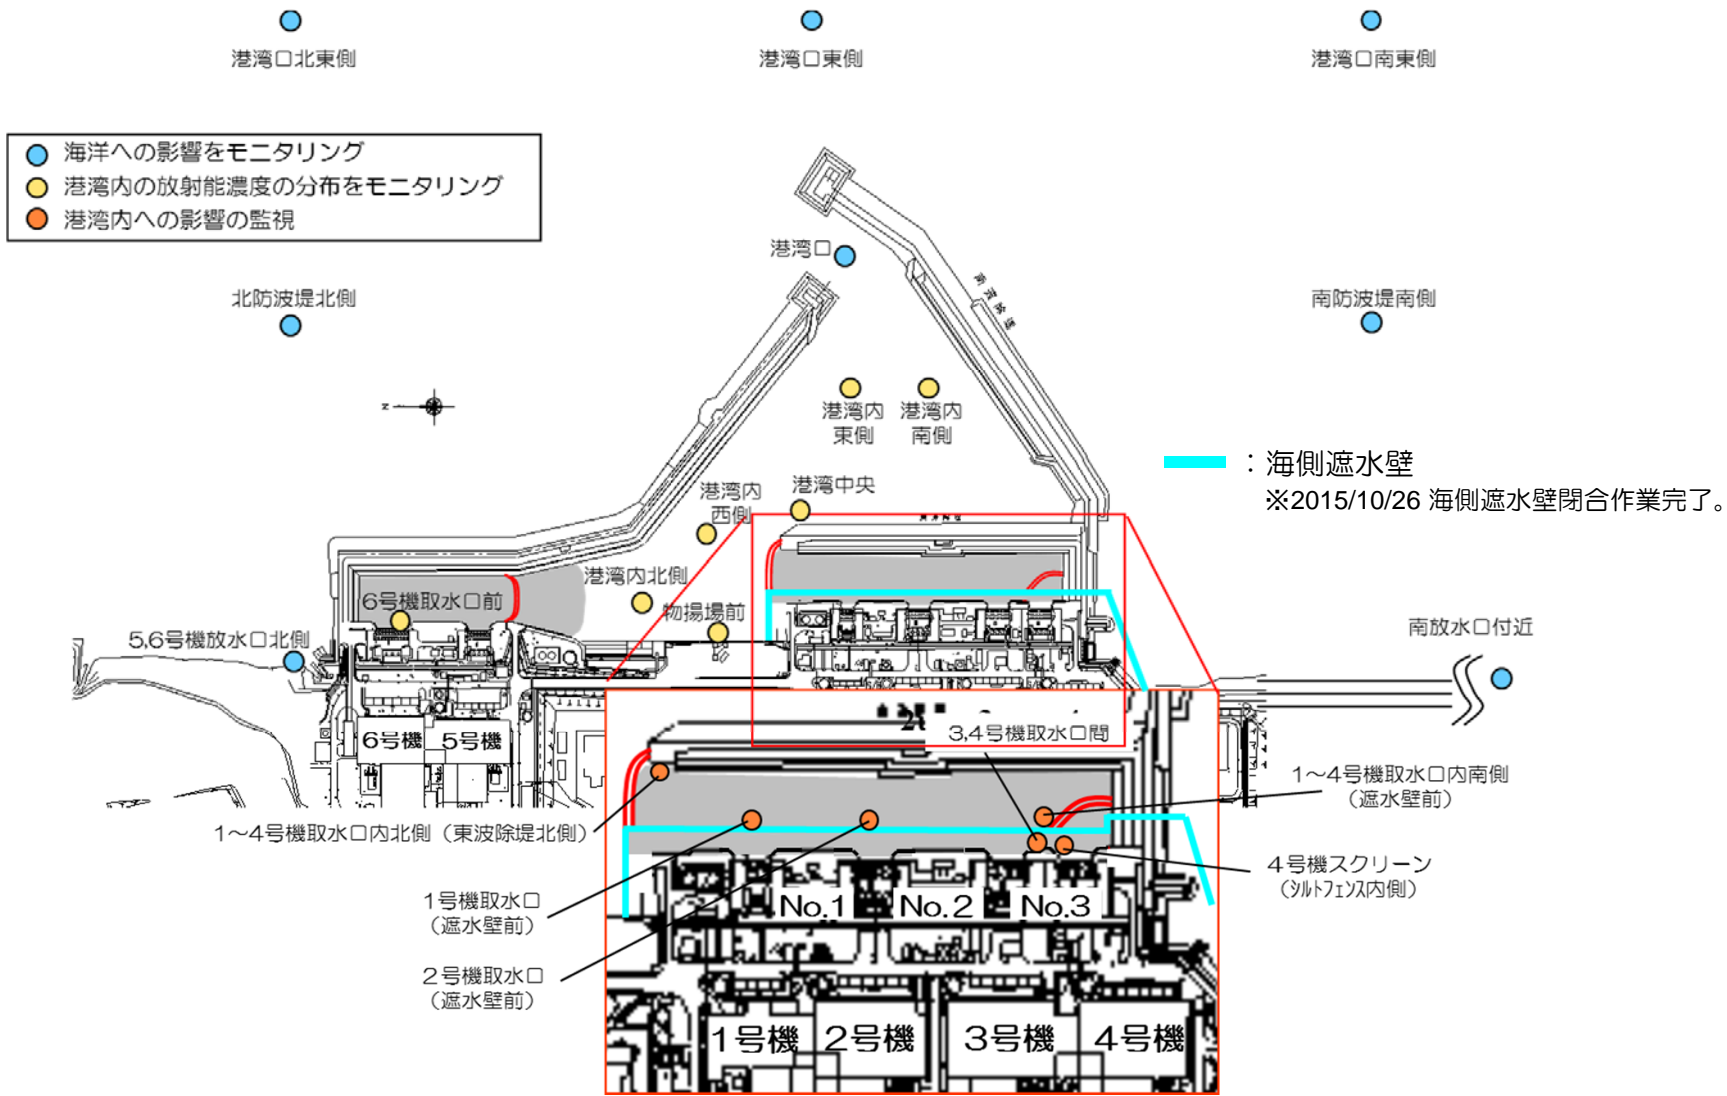 港湾口北東側
港湾口東側
港湾口南東側
海洋への影響をモニタリング
港湾内の放射能濃度の分布をモニタリング
港湾内への影響の監視
港湾口
北防波堤北側
南防波堤南側
N
港湾内
東側
港湾内
南側
：海側遮水壁
※2015/10/26 海側遮水壁閉合作業完了。
港湾内
西側
港湾中央
港湾内北側
6号機取水口前
物揚場前
5,6号機放水口北側
南放水口付近
6号機
5号機
3,4号機取水口間
1～4号機取水口内南側
（遮水壁前）
1～4号機取水口内北側（東波除堤北側）
4号機スクリーン
（シルトフェンス内側）
1号機取水口
（遮水壁前）
No.1
No.2
No.3
2号機取水口
（遮水壁前）
1号機
2号機
3号機
4号機